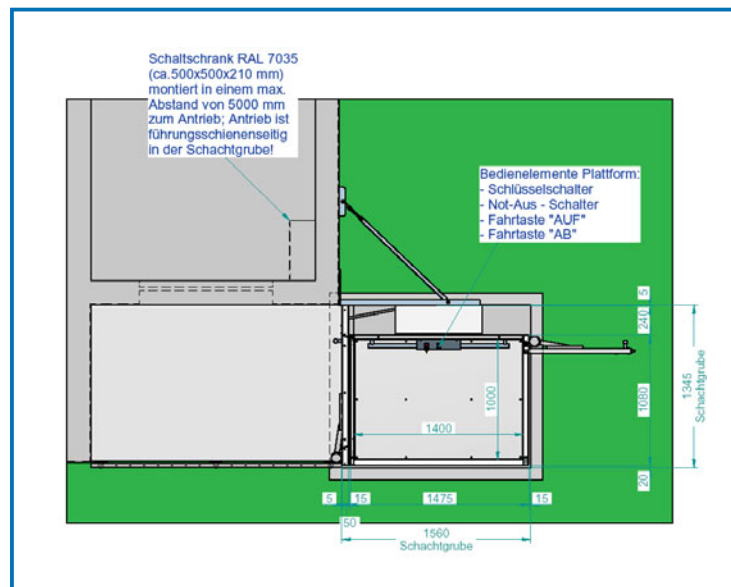 Schaltschrank RAL 7035
(ca.500x500x210 mm)
montiert in einem max.
Abstand von 5000 mm
zum Antrieb; Antrieb ist
führungsschienenseitig
in der Schachtgrube!
Bedienelemente Plattform:
- Schlüsselschalter
- Not-Aus - Schalter
- Fahrtaste "AUF"
- Fahrtaste "AB"
5
240
1345
Schachtgrube
1080
1000
1400
20
5
15
1475
15
50
1560
Schachtgrube